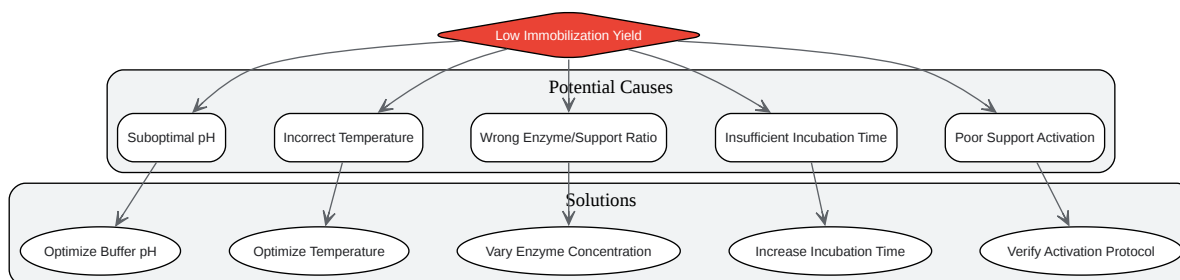 Low Immobilization Yield
Potential Causes
Suboptimal pH
Incorrect Temperature
Wrong Enzyme/Support Ratio
Insufficient Incubation Time
Poor Support Activation
Solutions
Optimize Buffer pH
Optimize Temperature
Vary Enzyme Concentration
Increase Incubation Time
Verify Activation Protocol